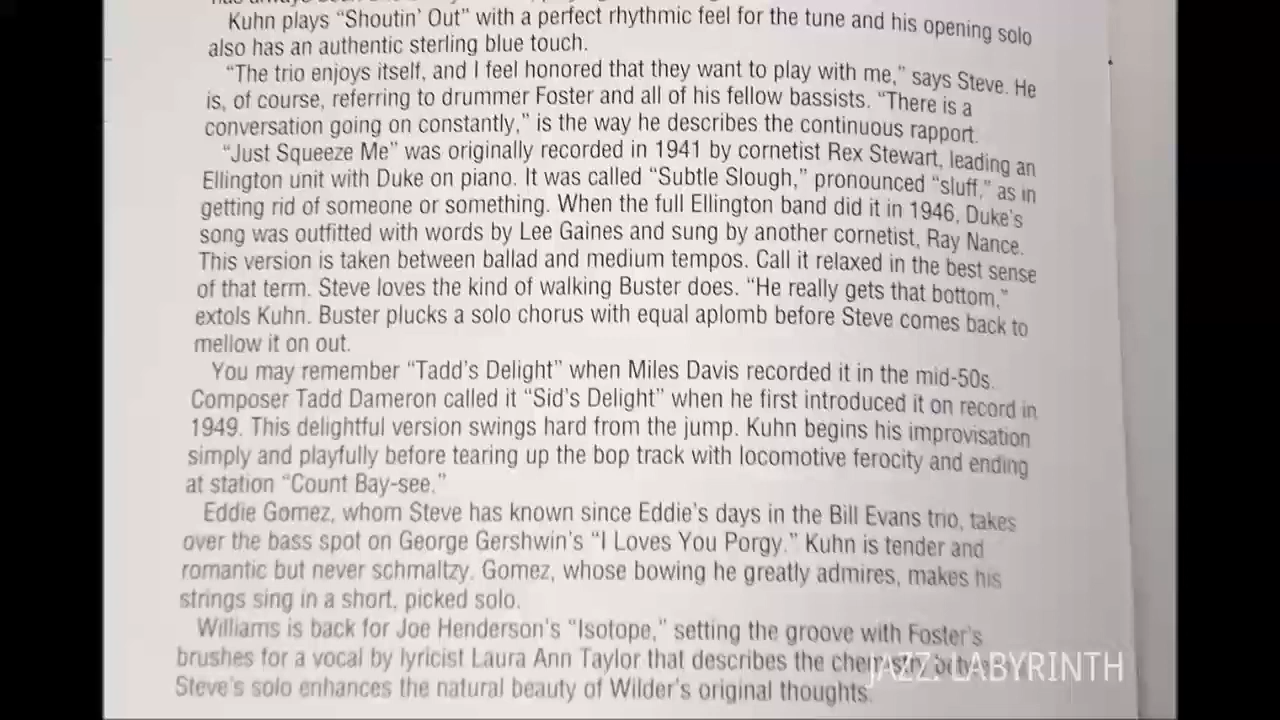 Kuhn plays “Shoutin’ Out” with a perfect rhythmic feel for the tune and his opening solo
also has an authentic sterling blue touch.
“The trio enjoys itself, and I feel honored that they want to play with me,” says Steve. He
is, of course, referring to drummer Foster and all of his fellow bassists. “There is a
conversation going on constantly,” is the way he describes the continuous rapport.
“Just Squeeze Me” was originally recorded in 1941 by cornetist Rex Stewart, leading an
Ellington unit with Duke on piano. It was called “Subtle Slough,” pronounced “sluff,” as in
getting rid of someone or something. When the full Ellington band did it in 1946, Duke’s
song was outfitted with words by Lee Gaines and sung by another cornetist, Ray Nance.
This version is taken between ballad and medium tempos. Call it relaxed in the best sense
of that term. Steve loves the kind of walking Buster does. “He really gets that bottom,”
extols Kuhn. Buster plucks a solo chorus with equal aplomb before Steve comes back to
mellow it on out.
You may remember “Tadd’s Delight” when Miles Davis recorded it in the mid-50s.
Composer Tadd Dameron called it “Sid’s Delight” when he first introduced it on record in
1949. This delightful version swings hard from the jump. Kuhn begins his improvisation
simply and playfully before tearing up the bop track with locomotive ferocity and ending
at station “Count Bay-see.”
Eddie Gomez, whom Steve has known since Eddie’s days in the Bill Evans trio, takes
over the bass spot on George Gershwin’s “I Loves You Porgy.” Kuhn is tender and
romantic but never schmaltzy. Gomez, whose bowing he greatly admires, makes his
strings sing in a short, picked solo.
Williams is back for Joe Henderson’s “Isotope,” setting the groove with Foster’s
brushes for a vocal by lyricist Laura Ann Taylor that describes the chemistry
Steve’s solo enhances the natural beauty of Wilder’s original thoughts.
JAZZ LABYRINTH